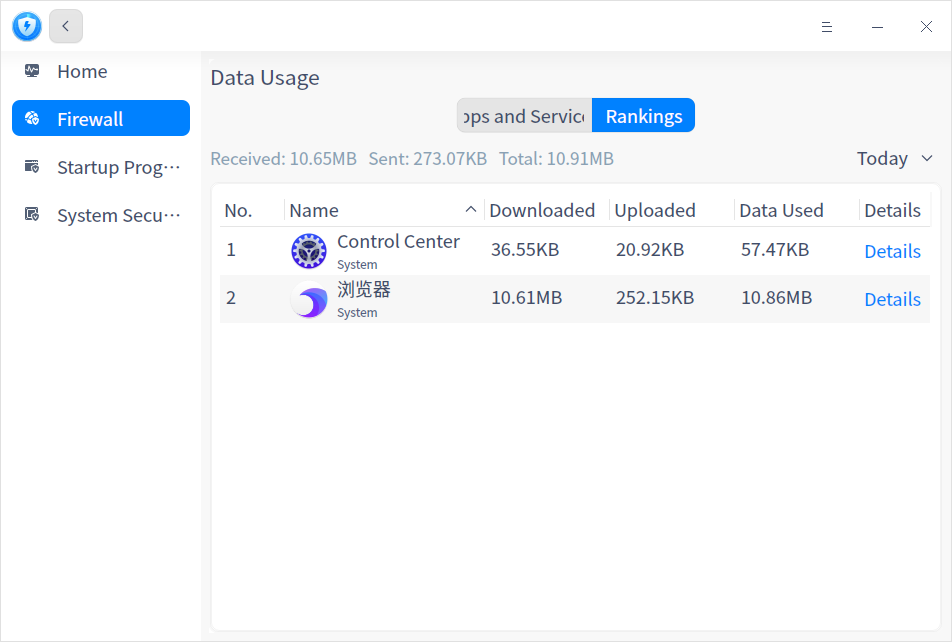 Home
Firewall
Startup Prog···
System Secu···
Data Usage
ops and Servic
Rankings
Received: 10.65MB Sent: 273.07KB Total: 10.91MB
Today
No. Name Downloaded Uploaded Data Used Details
1 Control Center 36.55KB 20.92KB 57.47KB Details
System
2 浏览器 10.61MB 252.15KB 10.86MB Details
System